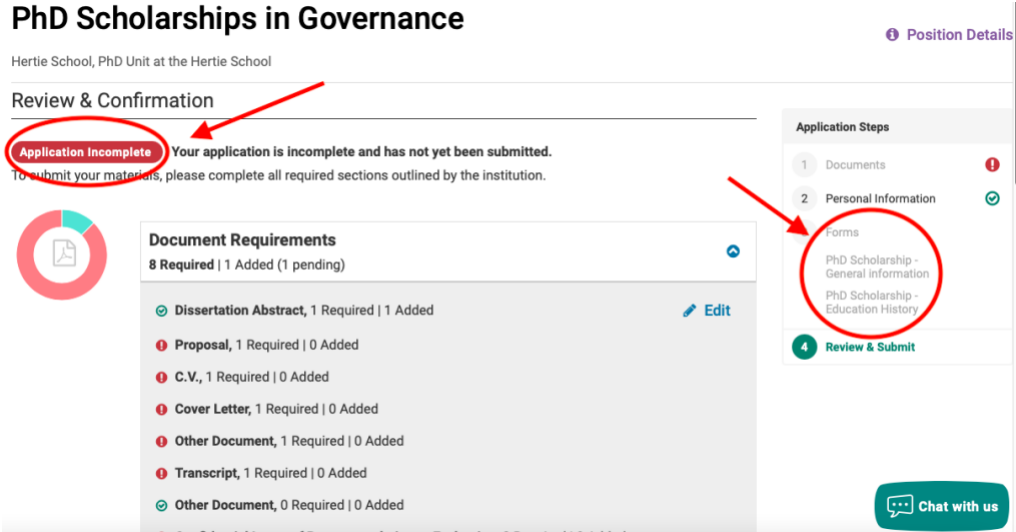 PhD Scholarships in Governance
Position Details
Hertie School, PhD Unit at the Hertie School
Review & Confirmation
Application Incomplete
Your application is incomplete and has not yet been submitted.
To submit your materials, please complete all required sections outlined by the institution.
Document Requirements
8 Required | 1 Added (1 pending)
Dissertation Abstract, 1 Required | 1 Added
Edit
Proposal, 1 Required | 0 Added
C.V., 1 Required | 0 Added
Cover Letter, 1 Required | 0 Added
Other Document, 1 Required | 0 Added
Transcript, 1 Required | 0 Added
Other Document, 0 Required | 0 Added
Application Steps
1 Documents
2 Personal Information
Forms
PhD Scholarship -
General information
PhD Scholarship -
Education History
4 Review & Submit
Chat with us